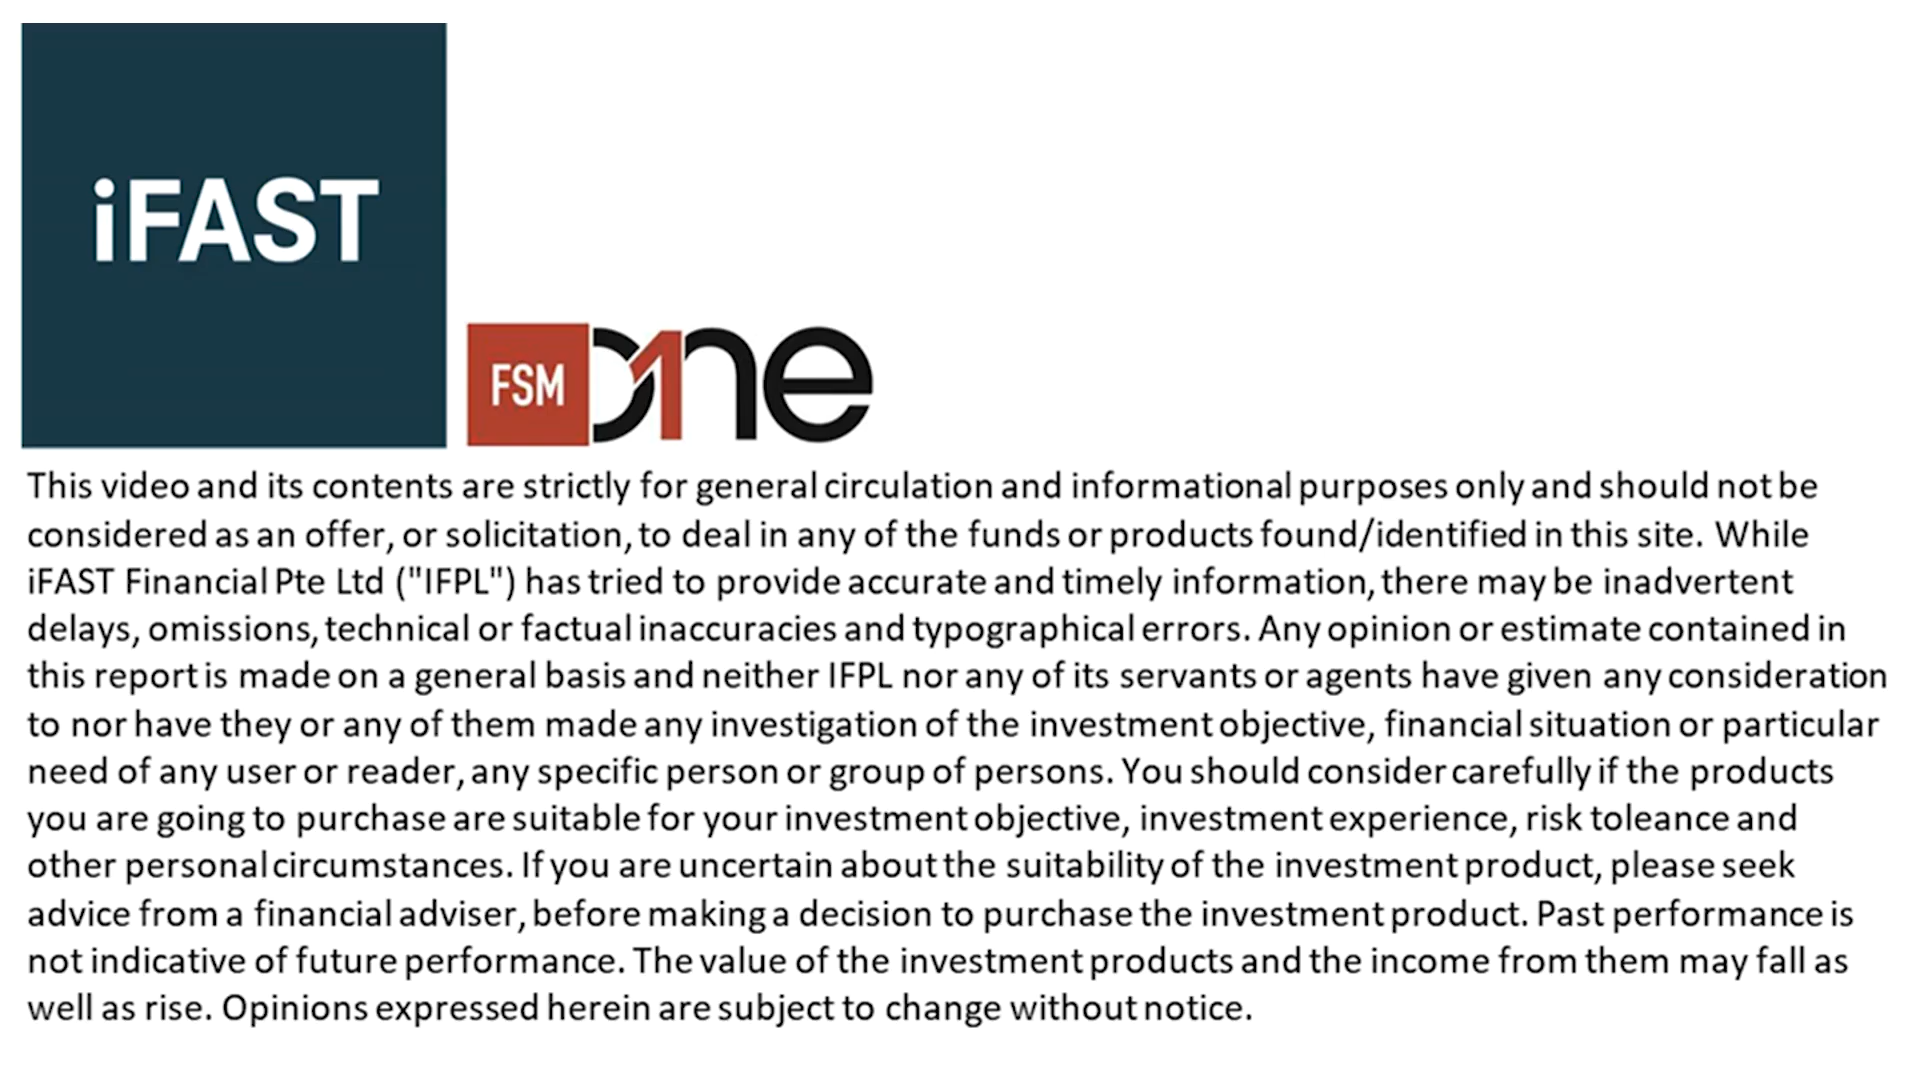 iFAST
FSM one
This video and its contents are strictly for general circulation and informational purposes only and should not be
considered as an offer, or solicitation, to deal in any of the funds or products found/identified in this site. While
iFAST Financial Pte Ltd ("IFPL") has tried to provide accurate and timely information, there may be inadvertent
delays, omissions, technical or factual inaccuracies and typographical errors. Any opinion or estimate contained in
this report is made on a general basis and neither IFPL nor any of its servants or agents have given any consideration
to nor have they or any of them made any investigation of the investment objective, financial situation or particular
need of any user or reader, any specific person or group of persons. You should consider carefully if the products
you are going to purchase are suitable for your investment objective, investment experience, risk toleance and
other personal circumstances. If you are uncertain about the suitability of the investment product, please seek
advice from a financial adviser, before making a decision to purchase the investment product. Past performance is
not indicative of future performance. The value of the investment products and the income from them may fall as
well as rise. Opinions expressed herein are subject to change without notice.